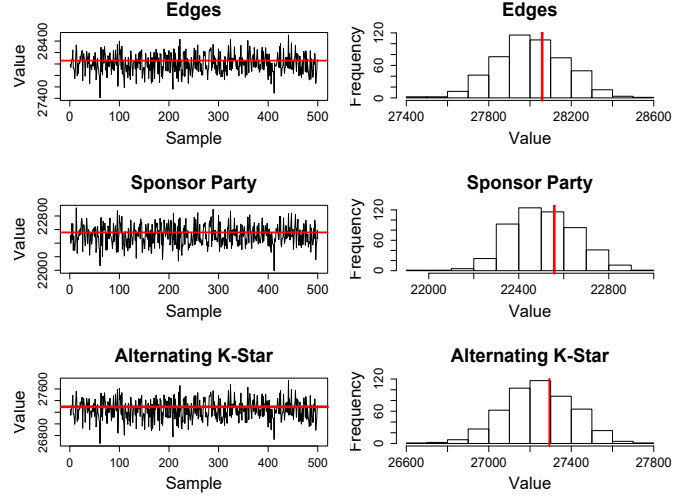 Edges
Value
27400
28400
0 100 200 300 400 500
Sample
Edges
Frequency
0 60 120
27400 27800 28200 28600
Value
Sponsor Party
Value
22000
22800
0 100 200 300 400 500
Sample
Sponsor Party
Frequency
0 60 120
22000 22400 22800
Value
Alternating K-Star
Value
26800
27600
0 100 200 300 400 500
Sample
Alternating K-Star
Frequency
0 60 120
26600 27000 27400 27800
Value